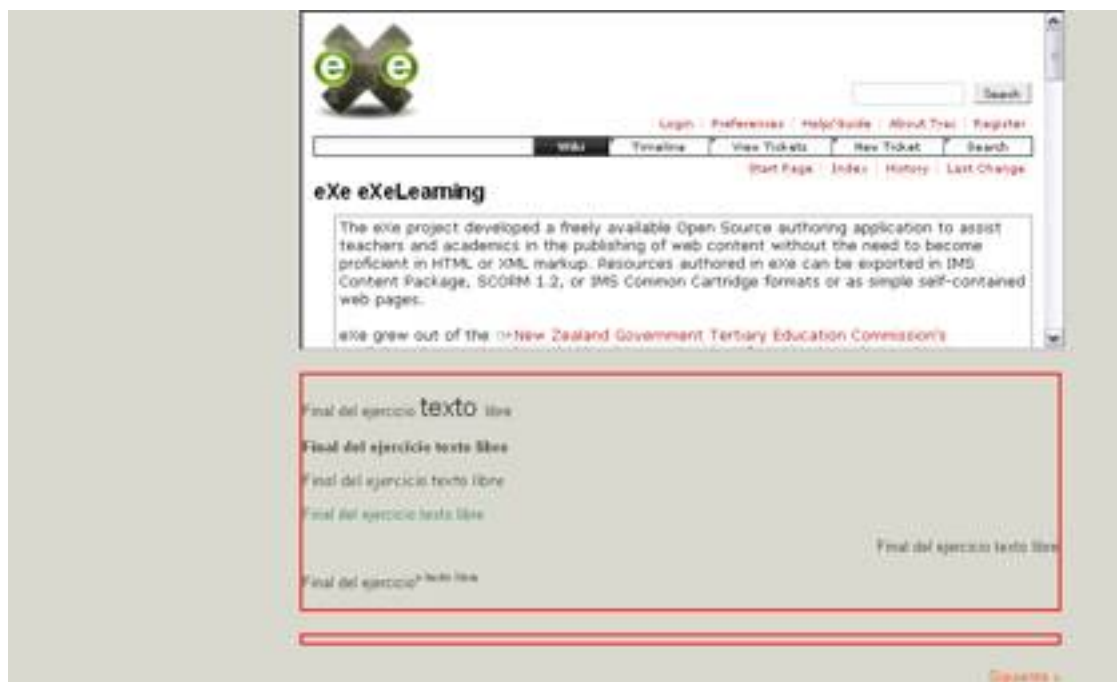 e e
Search
Login Preferences Help/Guide About Trac Register
Wiki Timeline View Tickets New Ticket Search
Start Page Index History Last Change
eXe eXeLearning
The eXe project developed a freely available Open Source authoring application to assist
teachers and academics in the publishing of web content without the need to become
proficient in HTML or XML markup. Resources authored in eXe can be exported in IMS
Content Package, SCORM 1.2, or IMS Common Cartridge formats or as simple self-contained
web pages.
eXe grew out of the New Zealand Government Tertiary Education Commission's
Final del ejercicio texto libre
Final del ejercicio texto libre
Final del ejercicio texto libre
Final del ejercicio texto libre
Final del ejercicio texto libre
Final del ejercicio texto libre
Siguiente »